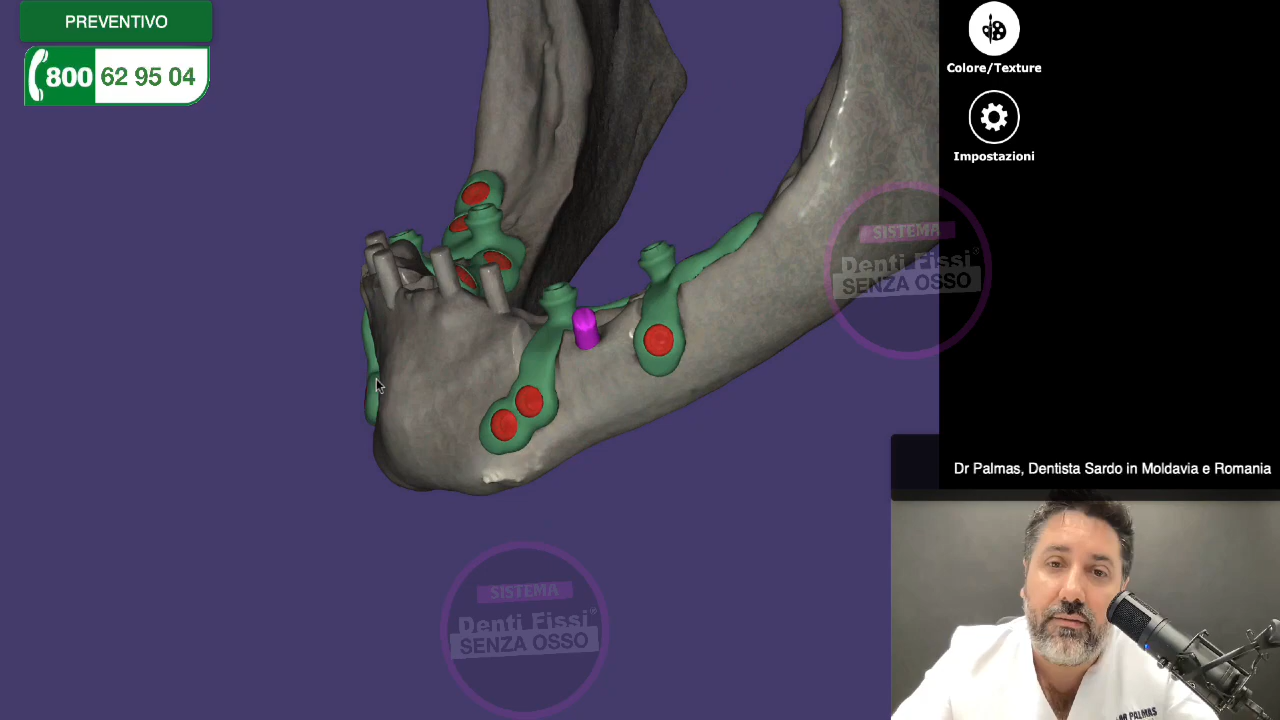 PREVENTIVO
800 62 95 04
Colore/Texture
Impostazioni
SISTEMA
Denti Fissi®
SENZA OSSO
Dr Palmas, Dentista Sardo in Moldavia e Romania
SISTEMA
Denti Fissi®
SENZA OSSO
PALMAS